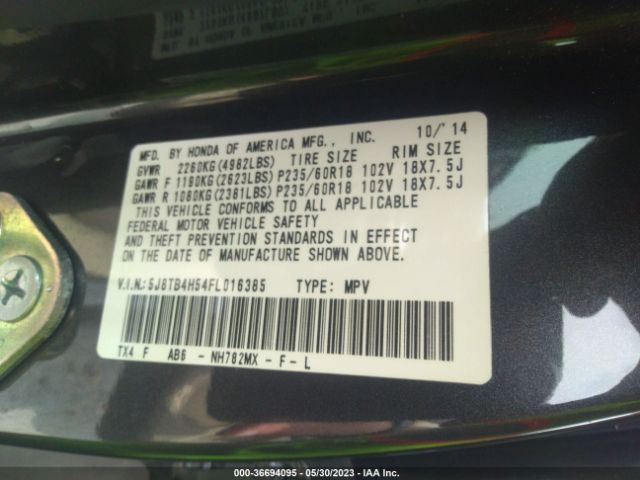 MFD. BY HONDA OF AMERICA MFG., INC. 10/'14
GVWR 2260KG(4982LBS) TIRE SIZE RIM SIZE
GAWR F 1190KG(2623LBS) P235/60R18 102V 18X7.5J
GAWR R 1080KG(2381LBS) P235/60R18 102V 18X7.5J
THIS VEHICLE CONFORMS TO ALL APPLICABLE
FEDERAL MOTOR VEHICLE SAFETY
AND THEFT PREVENTION STANDARDS IN EFFECT
ON THE DATE OF MANUFACTURE SHOWN ABOVE.
V.I.N.:5J8TB4H54FL016385 TYPE: MPV
TX4 F AB6 - NH782MX - F - L
000-36694095 - 05/30/2023 - IAA Inc.